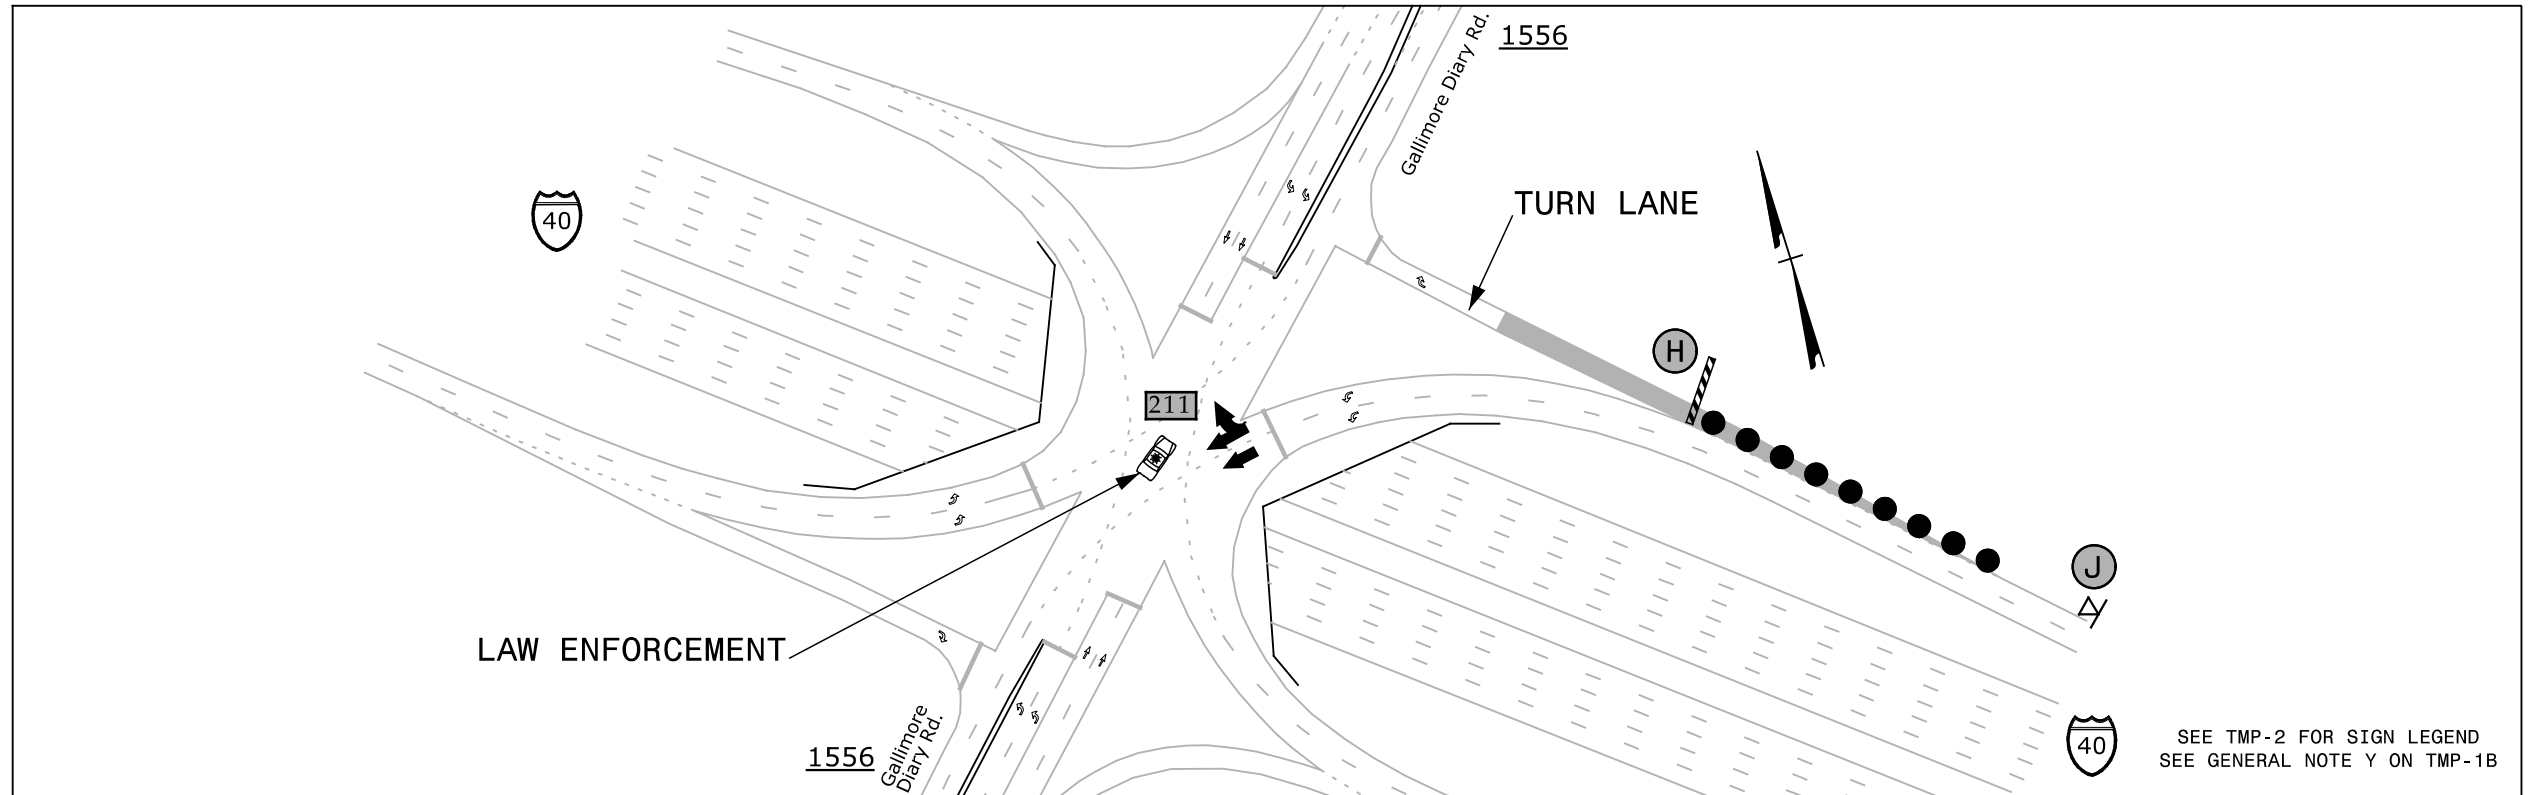 1556
Gallimore Diary Rd.
TURN LANE
40
H
211
J
LAW ENFORCEMENT
1556
Gallimore
Diary Rd.
40
SEE TMP-2 FOR SIGN LEGEND
SEE GENERAL NOTE Y ON TMP-1B